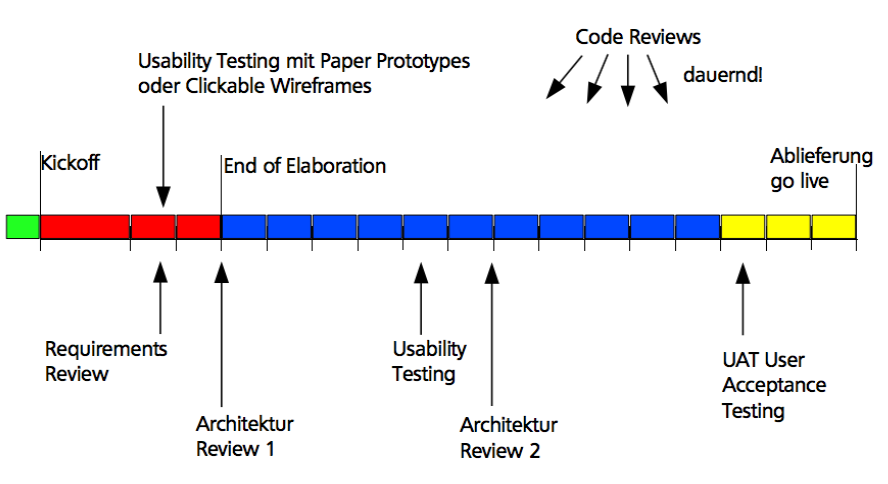 Code Reviews
dauernd!
Usability Testing mit Paper Prototypes
oder Clickable Wireframes
Kickoff
End of Elaboration
Ablieferung
go live
Requirements
Review
Architektur
Review 1
Usability
Testing
Architektur
Review 2
UAT User
Acceptance
Testing